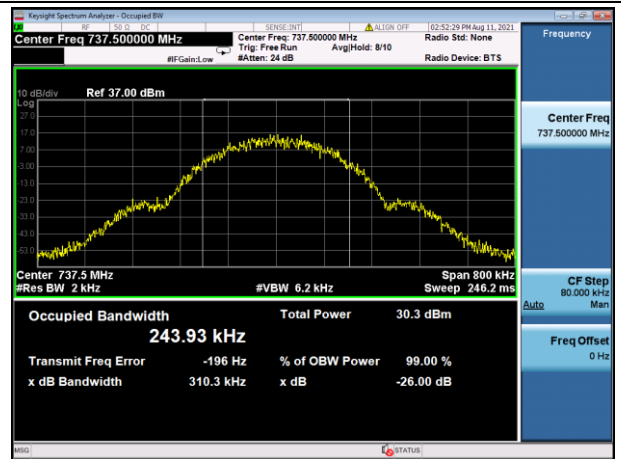 Keysight Spectrum Analyzer - Occupied BW
RF 50 Ω DC SENSE:INT ALIGN OFF 02:52:29 PM Aug 11, 2021
Center Freq 737.500000 MHz
Center Freq: 737.500000 MHz Radio Std: None
Trig: Free Run Avg|Hold: 8/10
#IFGain:Low #Atten: 24 dB Radio Device: BTS
10 dB/div Ref 37.00 dBm
Log
27.0
17.0
7.00
-3.00
-13.0
-23.0
-33.0
-43.0
-53.0
Center 737.5 MHz Span 800 kHz
#Res BW 2 kHz #VBW 6.2 kHz Sweep 246.2 ms
Occupied Bandwidth Total Power 30.3 dBm
243.93 kHz
Transmit Freq Error -196 Hz % of OBW Power 99.00 %
x dB Bandwidth 310.3 kHz x dB -26.00 dB
MSG STATUS
Frequency
Center Freq
737.500000 MHz
CF Step
80.000 kHz
Auto Man
Freq Offset
0 Hz